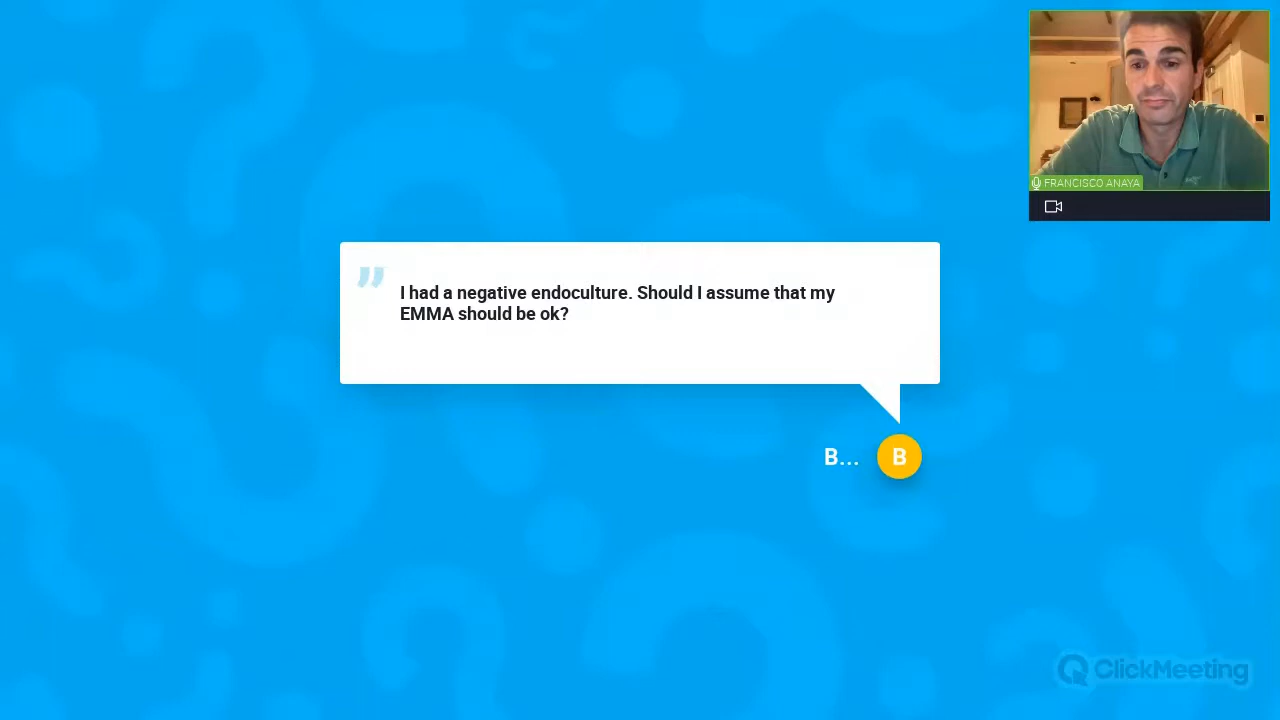 FRANCISCO ANAYA
I had a negative endoculture. Should I assume that my
EMMA should be ok?
B... B
ClickMeeting